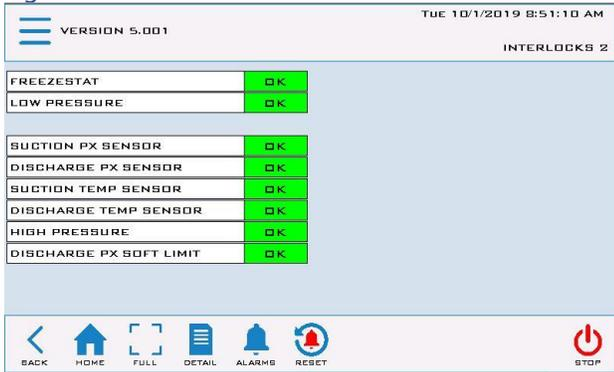 VERSION 5.001
TUE 10/1/2019 8:51:10 AM
INTERLOCKS 2
FREEZESTAT OK
LOW PRESSURE OK
SUCTION PX SENSOR OK
DISCHARGE PX SENSOR OK
SUCTION TEMP SENSOR OK
DISCHARGE TEMP SENSOR OK
HIGH PRESSURE OK
DISCHARGE PX SOFT LIMIT OK
BACK HOME FULL DETAIL ALARMS RESET STOP